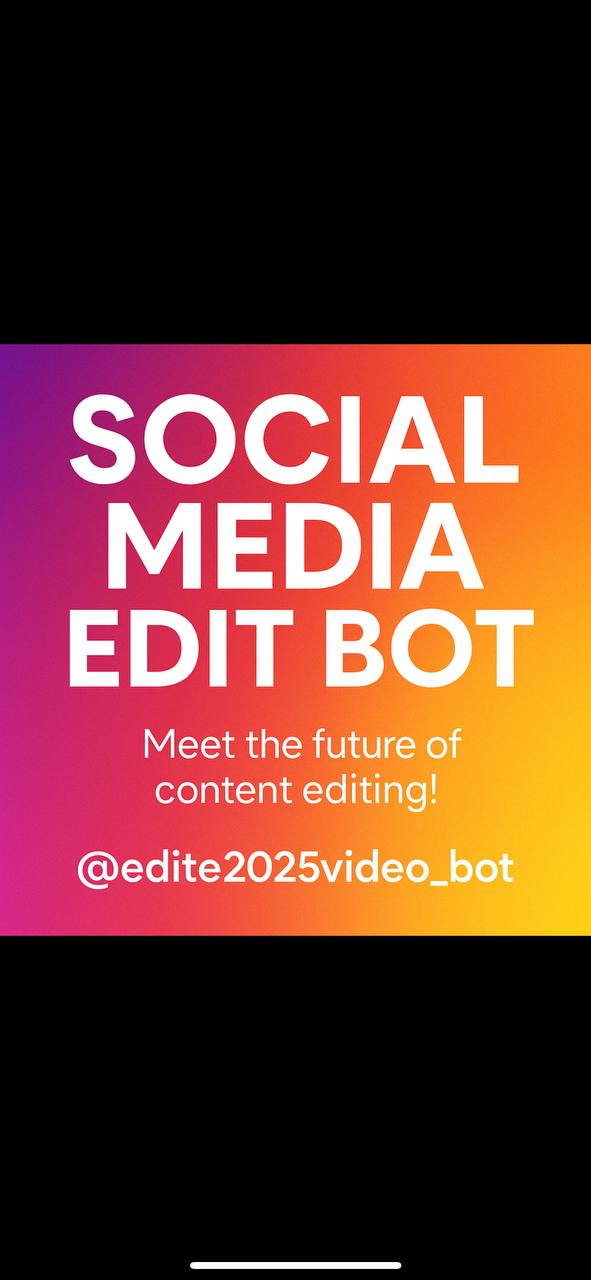 SOCIAL
MEDIA
EDIT BOT
Meet the future of
content editing!
@edite2025video_bot